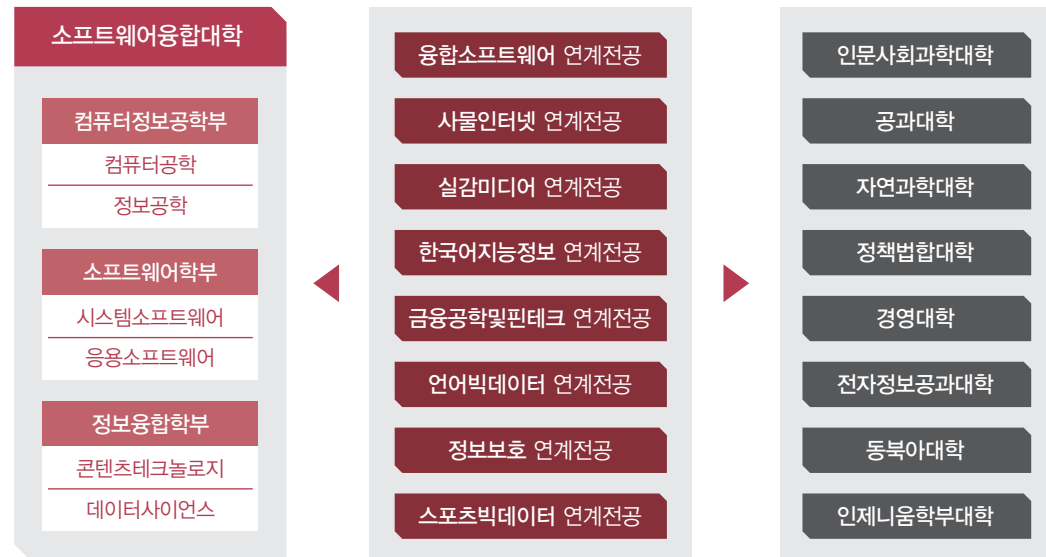 소프트웨어융합대학
컴퓨터정보공학부
컴퓨터공학
정보공학
소프트웨어학부
시스템소프트웨어
응용소프트웨어
정보융합학부
콘텐츠테크놀로지
데이터사이언스
융합소프트웨어 연계전공
사물인터넷 연계전공
실감미디어 연계전공
한국어지능정보 연계전공
금융공학및핀테크 연계전공
언어빅데이터 연계전공
정보보호 연계전공
스포츠빅데이터 연계전공
인문사회과학대학
공과대학
자연과학대학
정책법합대학
경영대학
전자정보공과대학
동북아대학
인제니움학부대학